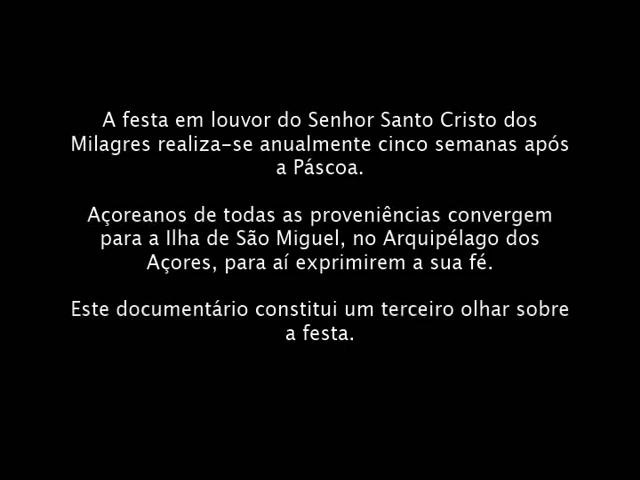 A festa em louvor do Senhor Santo Cristo dos
Milagres realiza-se anualmente cinco semanas após
a Páscoa.
Açoreanos de todas as proveniências convergem
para a Ilha de São Miguel, no Arquipélago dos
Açores, para aí exprimirem a sua fé.
Este documentário constitui um terceiro olhar sobre
a festa.